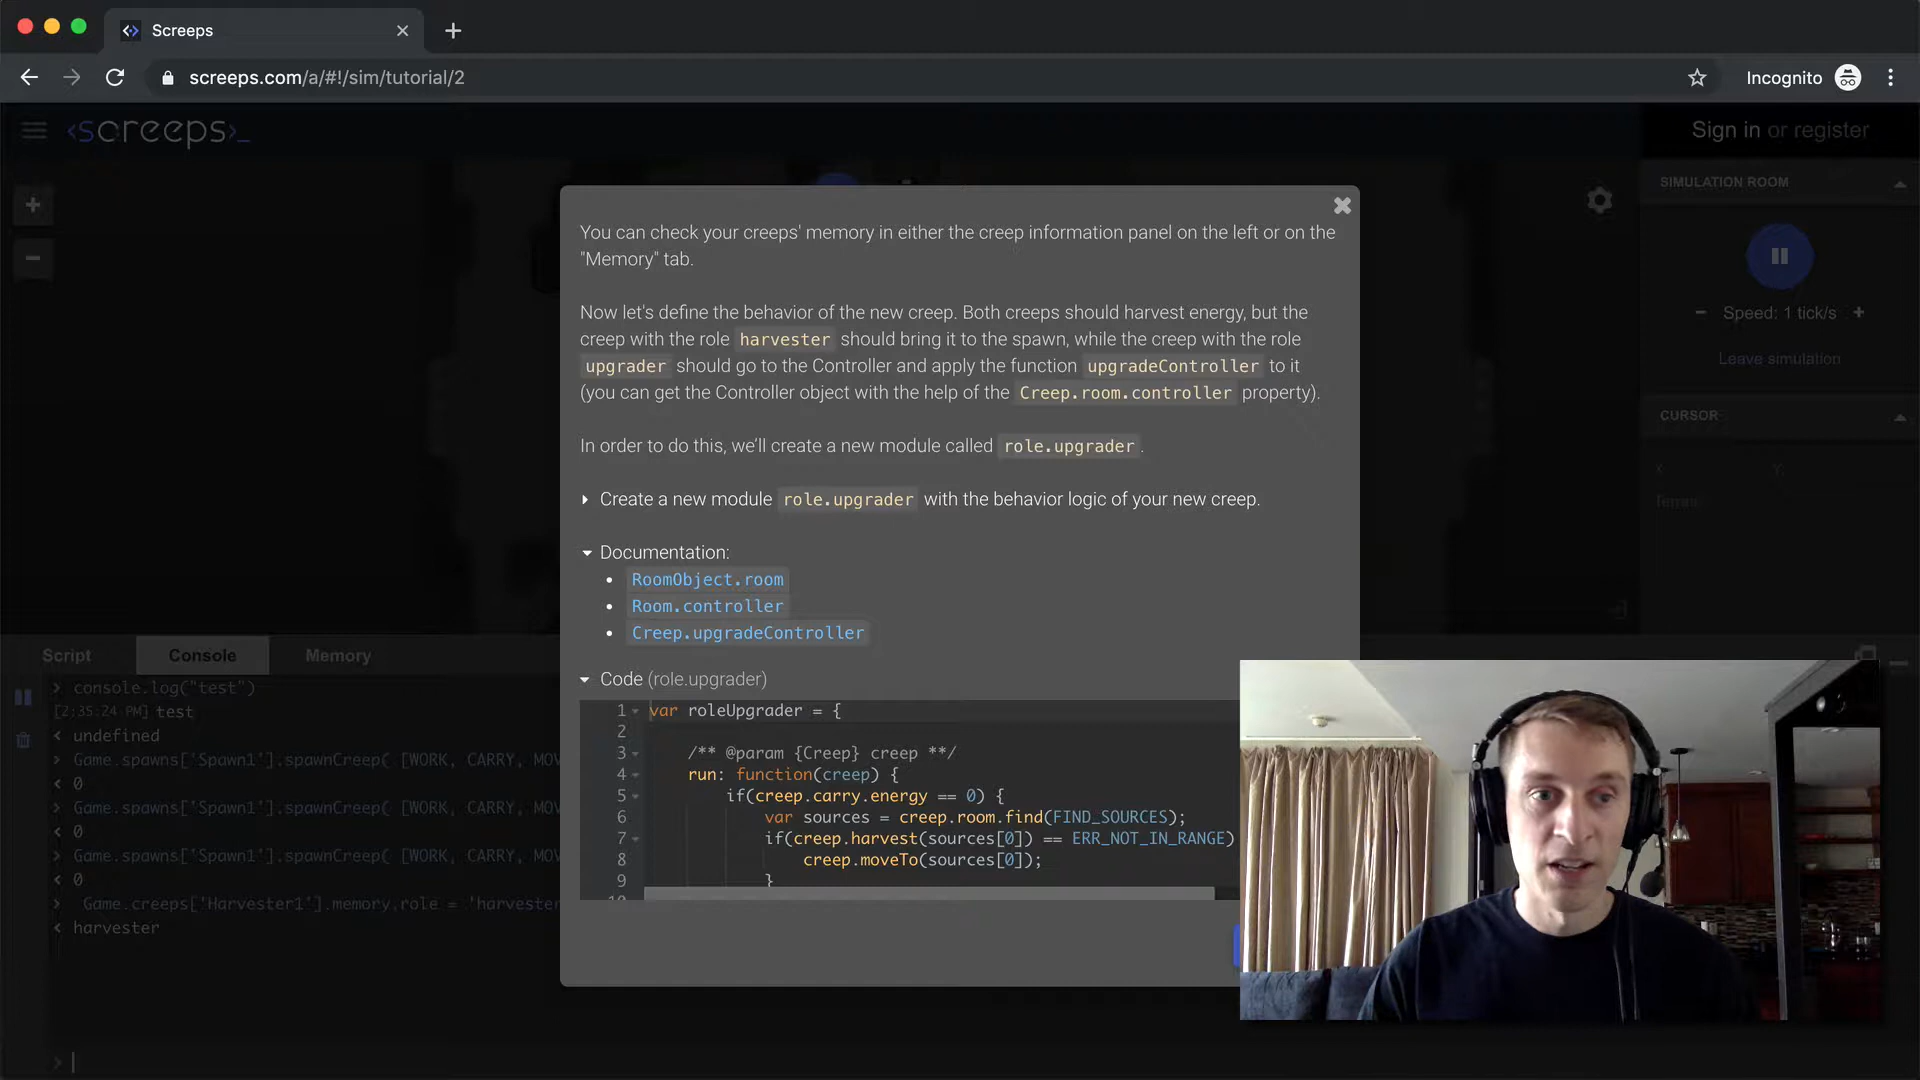 Screeps
screeps.com/a/#!/sim/tutorial/2
Incognito
<screeps>_
Sign in or register
SIMULATION ROOM
Speed: 1 tick/s
Leave simulation
CURSOR
X:
Y:
Terrain:
You can check your creeps' memory in either the creep information panel on the left or on the
"Memory" tab.
Now let's define the behavior of the new creep. Both creeps should harvest energy, but the
creep with the role harvester should bring it to the spawn, while the creep with the role
upgrader should go to the Controller and apply the function upgradeController to it
(you can get the Controller object with the help of the Creep.room.controller property).
In order to do this, we'll create a new module called role.upgrader.
Create a new module role.upgrader with the behavior logic of your new creep.
Documentation:
• RoomObject.room
• Room.controller
• Creep.upgradeController
Code (role.upgrader)
1 var roleUpgrader = {
2
3 /** @param {Creep} creep **/
4 run: function(creep) {
5 if(creep.carry.energy == 0) {
6 var sources = creep.room.find(FIND_SOURCES);
7 if(creep.harvest(sources[0]) == ERR_NOT_IN_RANGE)
8 creep.moveTo(sources[0]);
9 }
10
Script
Console
Memory
> console.log("test")
[2:35:24 PM] test
< undefined
> Game.spawns['Spawn1'].spawnCreep( [WORK, CARRY, MOV
< 0
> Game.spawns['Spawn1'].spawnCreep( [WORK, CARRY, MOV
< 0
> Game.spawns['Spawn1'].spawnCreep( [WORK, CARRY, MOV
< 0
> Game.creeps['Harvester1'].memory.role = 'harvester
< harvester
>